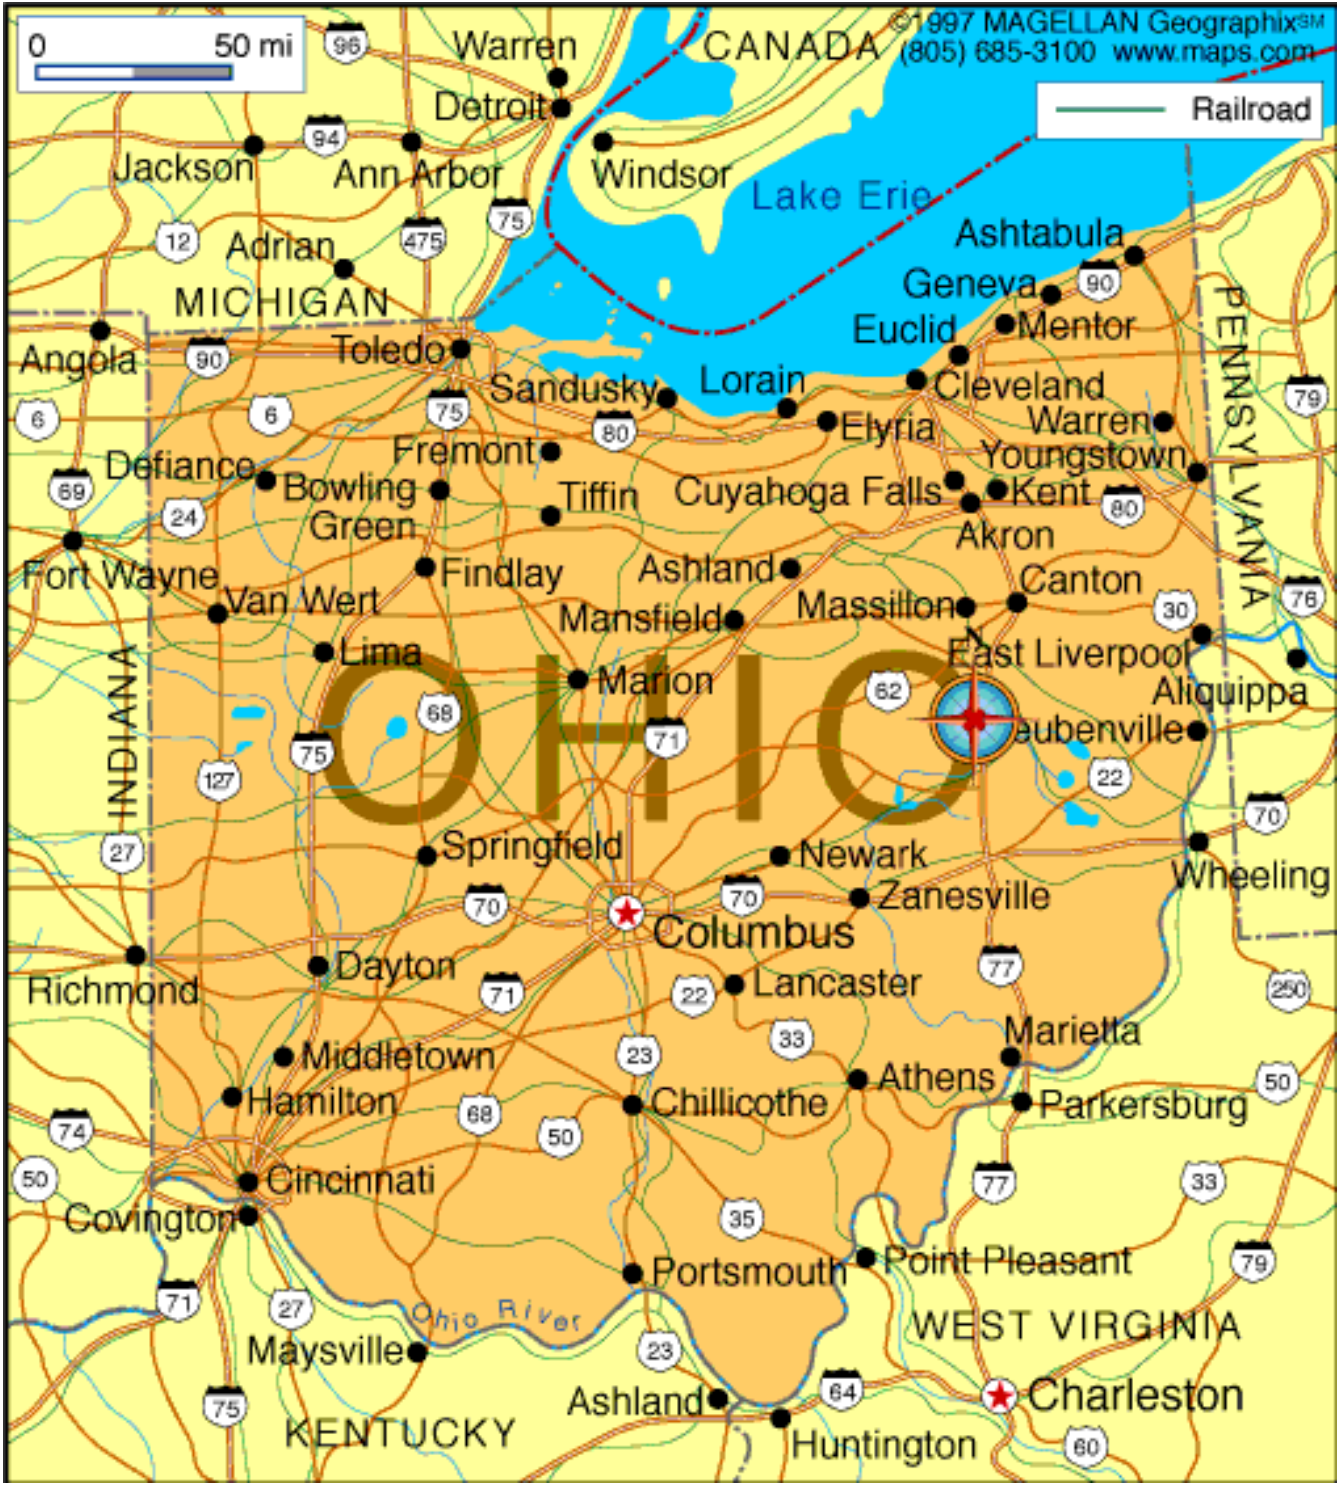 0 50 mi
©1997 MAGELLAN Geographix℠
(805) 685-3100 www.maps.com
Railroad
CANADA
96
Warren
Detroit
94
Jackson
Ann Arbor
Windsor
Lake Erie
12
475
75
Adrian
MICHIGAN
Ashtabula
Geneva
90
Euclid
Mentor
PENNSYLVANIA
Angola
90
Toledo
Sandusky
Lorain
Cleveland
79
6
6
75
80
Elyria
Warren
Fremont
Youngstown
Defiance
69
Bowling
Green
Tiffin
Cuyahoga Falls
Kent
80
24
Akron
Fort Wayne
Findlay
Ashland
Canton
Van Wert
Mansfield
Massillon
30
76
N
INDIANA
Lima
East Liverpool
Marion
62
Aliquippa
68
OHIO
71
eubenville
75
127
22
70
27
Springfield
Newark
Wheeling
70
70
Zanesville
Columbus
77
Richmond
Dayton
71
22
Lancaster
250
Marietta
33
23
Middletown
Athens
50
Hamilton
68
Chillicothe
Parkersburg
74
50
50
Cincinnati
77
33
Covington
35
Portsmouth
Point Pleasant
79
71
27
Ohio River
WEST VIRGINIA
Maysville
23
64
75
Ashland
Charleston
KENTUCKY
Huntington
60